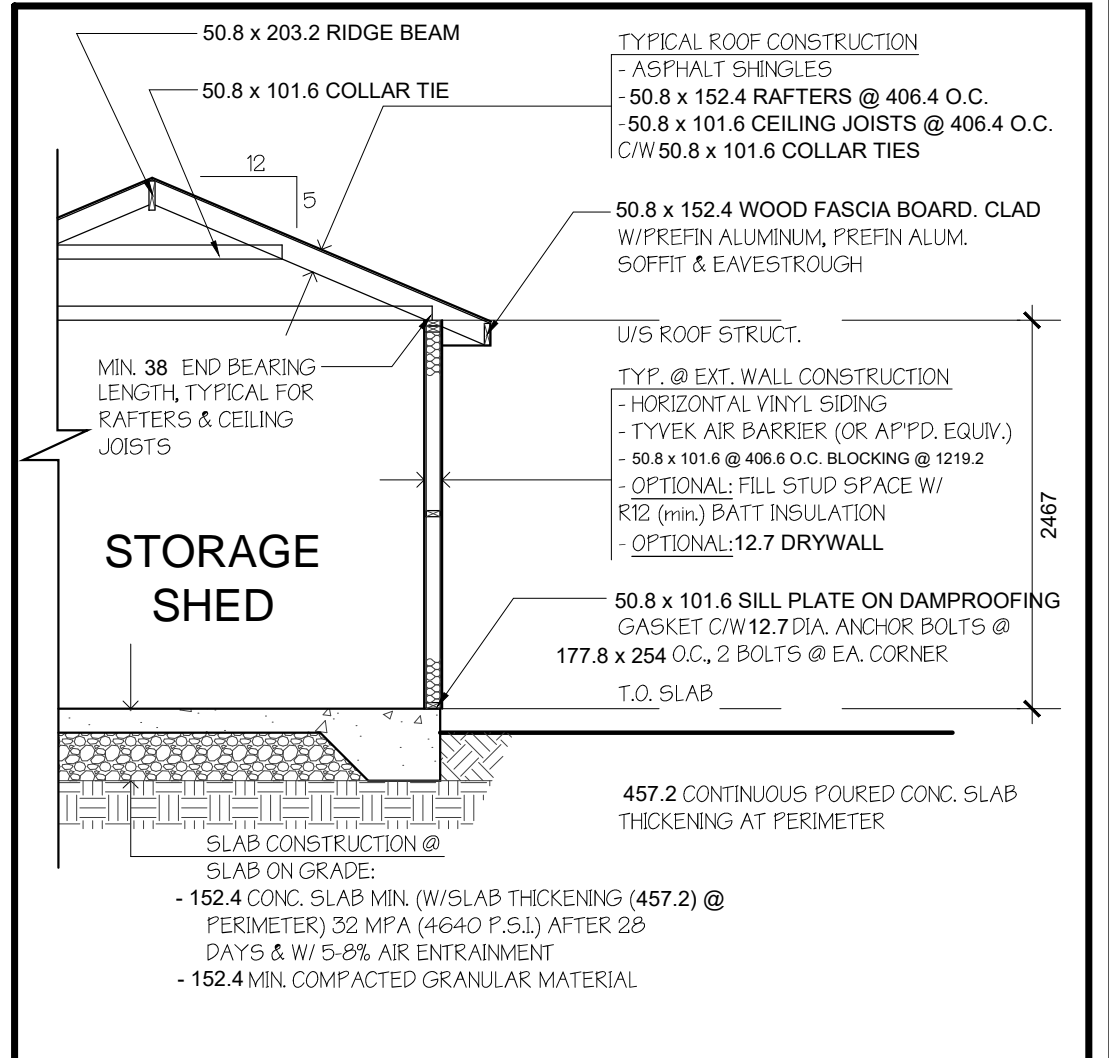 50.8 x 203.2 RIDGE BEAM
50.8 x 101.6 COLLAR TIE
12
5
TYPICAL ROOF CONSTRUCTION
- ASPHALT SHINGLES
- 50.8 x 152.4 RAFTERS @ 406.4 O.C.
- 50.8 x 101.6 CEILING JOISTS @ 406.4 O.C.
C/W 50.8 x 101.6 COLLAR TIES
50.8 x 152.4 WOOD FASCIA BOARD. CLAD
W/PREFIN ALUMINUM, PREFIN ALUM.
SOFFIT & EAVESTROUGH
U/S ROOF STRUCT.
MIN. 38 END BEARING
LENGTH, TYPICAL FOR
RAFTERS & CEILING
JOISTS
TYP. @ EXT. WALL CONSTRUCTION
- HORIZONTAL VINYL SIDING
- TYVEK AIR BARRIER (OR AP'PD. EQUIV.)
- 50.8 x 101.6 @ 406.6 O.C. BLOCKING @ 1219.2
- OPTIONAL: FILL STUD SPACE W/
R12 (min.) BATT INSULATION
- OPTIONAL: 12.7 DRYWALL
2467
STORAGE
SHED
50.8 x 101.6 SILL PLATE ON DAMPROOFING
GASKET C/W 12.7 DIA. ANCHOR BOLTS @
177.8 x 254 O.C., 2 BOLTS @ EA. CORNER
T.O. SLAB
457.2 CONTINUOUS POURED CONC. SLAB
THICKENING AT PERIMETER
SLAB CONSTRUCTION @
SLAB ON GRADE:
- 152.4 CONC. SLAB MIN. (W/SLAB THICKENING (457.2) @
PERIMETER) 32 MPA (4640 P.S.I.) AFTER 28
DAYS & W/ 5-8% AIR ENTRAINMENT
- 152.4 MIN. COMPACTED GRANULAR MATERIAL